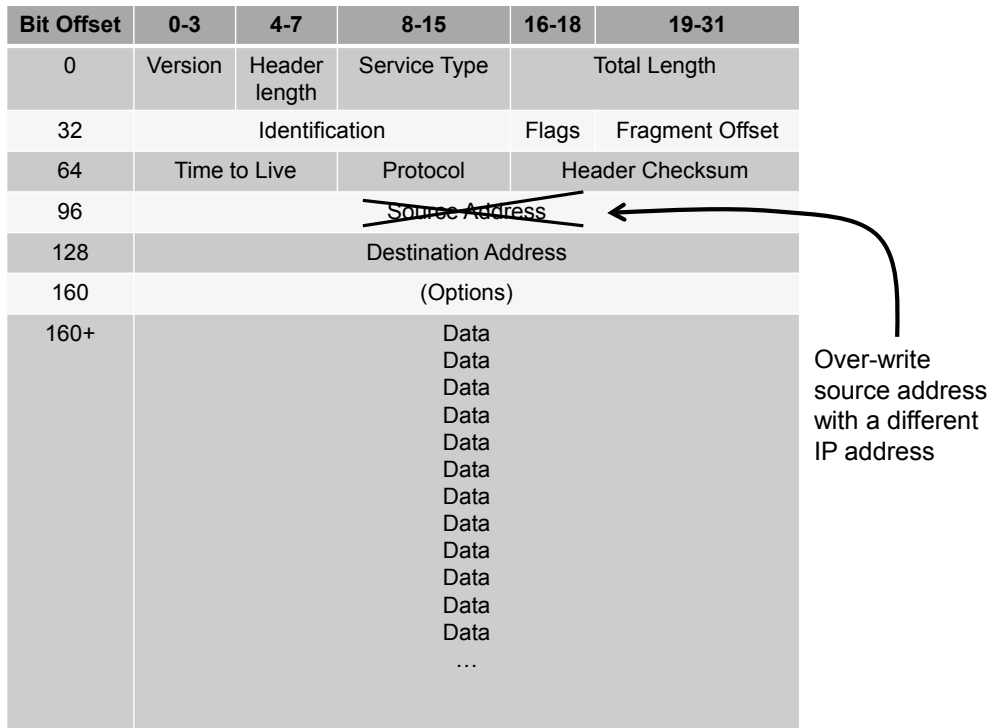 Bit Offset 0-3 4-7 8-15 16-18 19-31
0 Version Header length Service Type Total Length
32 Identification Flags Fragment Offset
64 Time to Live Protocol Header Checksum
96 Source Address
128 Destination Address
160 (Options)
160+ Data
Data
Data
Data
Data
Data
Data
Data
Data
Data
Data
Data
…
Over-write
source address
with a different
IP address